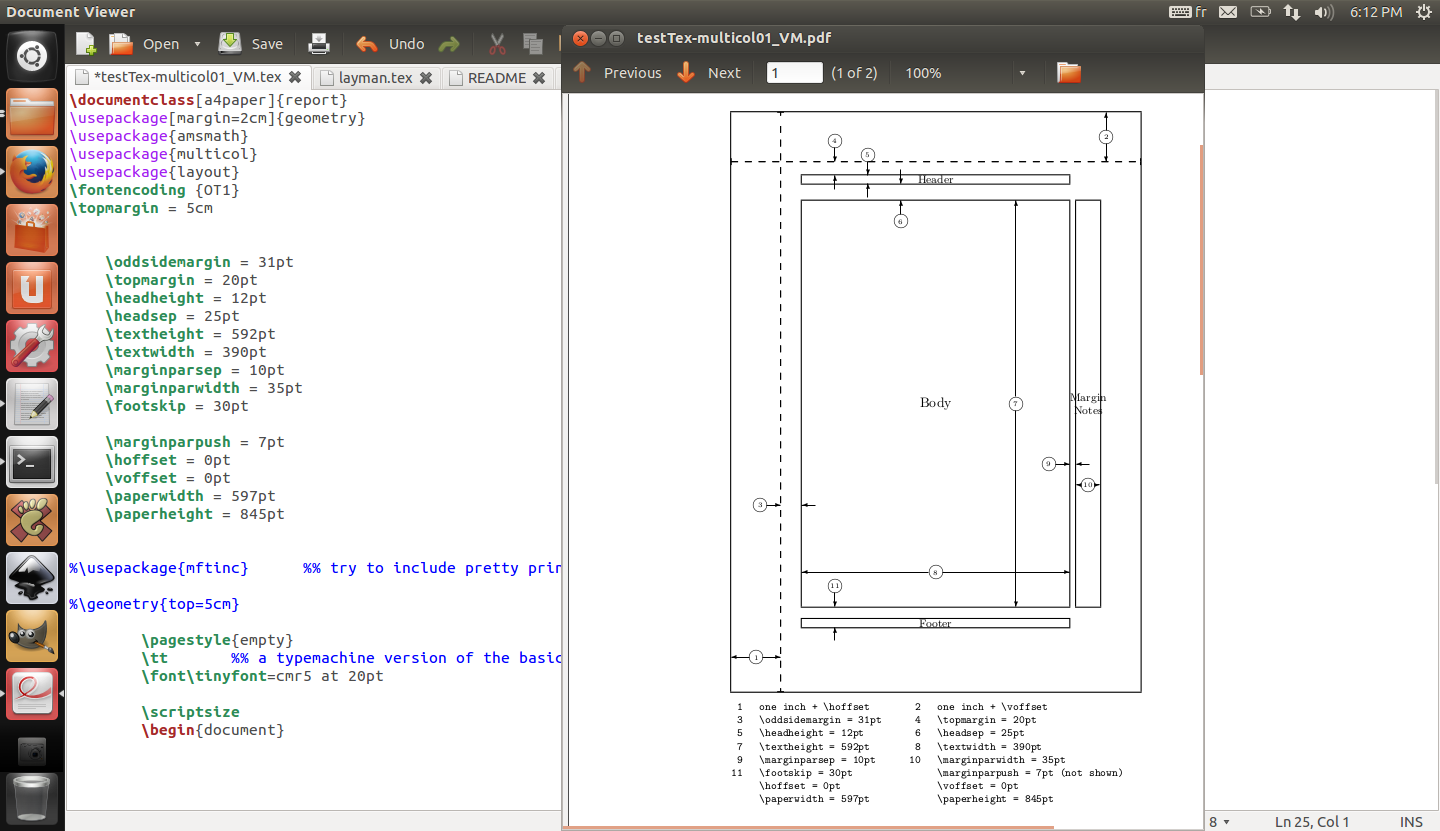 Document Viewer
fr
6:12 PM
Open
Save
Undo
*testTex-multicol01_VM.tex
layman.tex
README
\documentclass[a4paper]{report}
\usepackage[margin=2cm]{geometry}
\usepackage{amsmath}
\usepackage{multicol}
\usepackage{layout}
\fontencoding {OT1}
\topmargin = 5cm
\oddsidemargin = 31pt
\topmargin = 20pt
\headheight = 12pt
\headsep = 25pt
\textheight = 592pt
\textwidth = 390pt
\marginparsep = 10pt
\marginparwidth = 35pt
\footskip = 30pt
\marginparpush = 7pt
\hoffset = 0pt
\voffset = 0pt
\paperwidth = 597pt
\paperheight = 845pt
%\usepackage{mftinc} %% try to include pretty prin
%\geometry{top=5cm}
\pagestyle{empty}
\tt %% a typemachine version of the basic
\font\tinyfont=cmr5 at 20pt
\scriptsize
\begin{document}
testTex-multicol01_VM.pdf
Previous
Next
1
(1 of 2)
100%
2
4
5
Header
6
Body
7
Margin
Notes
9
10
3
8
11
Footer
1
1 one inch + \hoffset 2 one inch + \voffset
3 \oddsidemargin = 31pt 4 \topmargin = 20pt
5 \headheight = 12pt 6 \headsep = 25pt
7 \textheight = 592pt 8 \textwidth = 390pt
9 \marginparsep = 10pt 10 \marginparwidth = 35pt
11 \footskip = 30pt \marginparpush = 7pt (not shown)
\hoffset = 0pt \voffset = 0pt
\paperwidth = 597pt \paperheight = 845pt
8
Ln 25, Col 1
INS